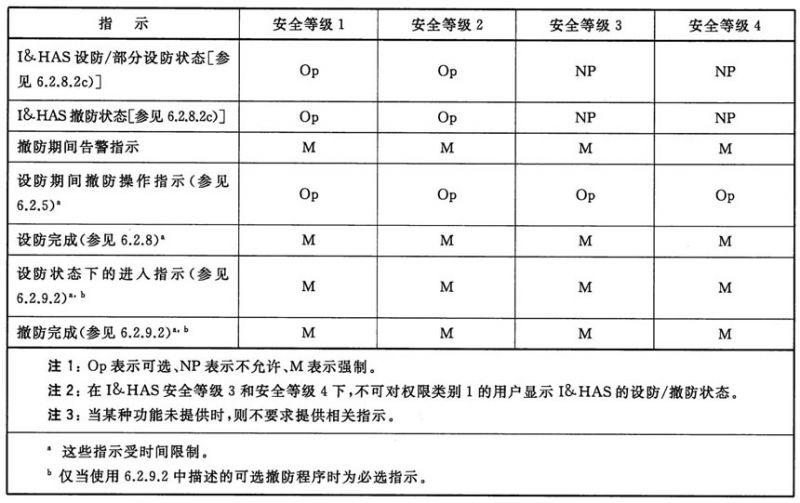 指 示 安全等级 1 安全等级 2 安全等级 3 安全等级 4
I&HAS 设防/部分设防状态[参
见 6.2.8.2c)] Op Op NP NP
I&HAS 撤防状态[参见 6.2.8.2c)] Op Op NP NP
撤防期间告警指示 M M M M
设防期间撤防操作指示(参见
6.2.5)ᵃ Op Op Op Op
设防完成(参见 6.2.8)ᵃ M M M M
设防状态下的进入指示(参见
6.2.9.2)ᵃ·ᵇ M M M M
撤防完成(参见 6.2.9.2)ᵃ·ᵇ M M M M
注 1：Op 表示可选、NP 表示不允许、M 表示强制。
注 2：在 I&HAS 安全等级 3 和安全等级 4 下，不可对权限类别 1 的用户显示 I&HAS 的设防/撤防状态。
注 3：当某种功能未提供时，则不要求提供相关指示。
ᵃ 这些指示受时间限制。
ᵇ 仅当使用 6.2.9.2 中描述的可选撤防程序时为必选指示。